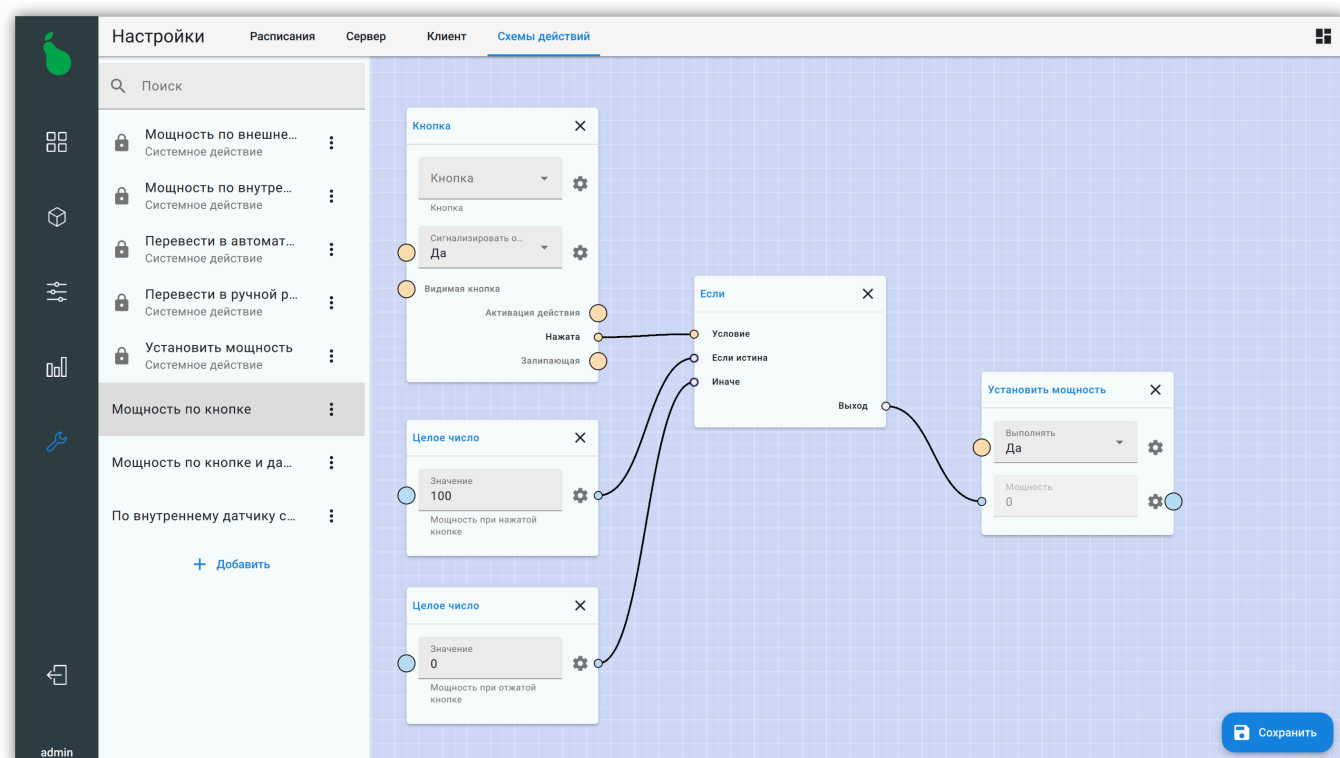 Настройки
Расписания
Сервер
Клиент
Схемы действий
Поиск
Мощность по внешне...
Системное действие
Мощность по внутре...
Системное действие
Перевести в автомат...
Системное действие
Перевести в ручной р...
Системное действие
Установить мощность
Системное действие
Мощность по кнопке
Мощность по кнопке и да...
По внутреннему датчику с...
Добавить
admin
Кнопка
Кнопка
Кнопка
Сигнализировать о...
Да
Видимая кнопка
Активация действия
Нажата
Залипающая
Целое число
Значение
100
Мощность при нажатой
кнопке
Целое число
Значение
0
Мощность при отжатой
кнопке
Если
Условие
Если истина
Иначе
Выход
Установить мощность
Выполнять
Да
Мощность
0
Сохранить